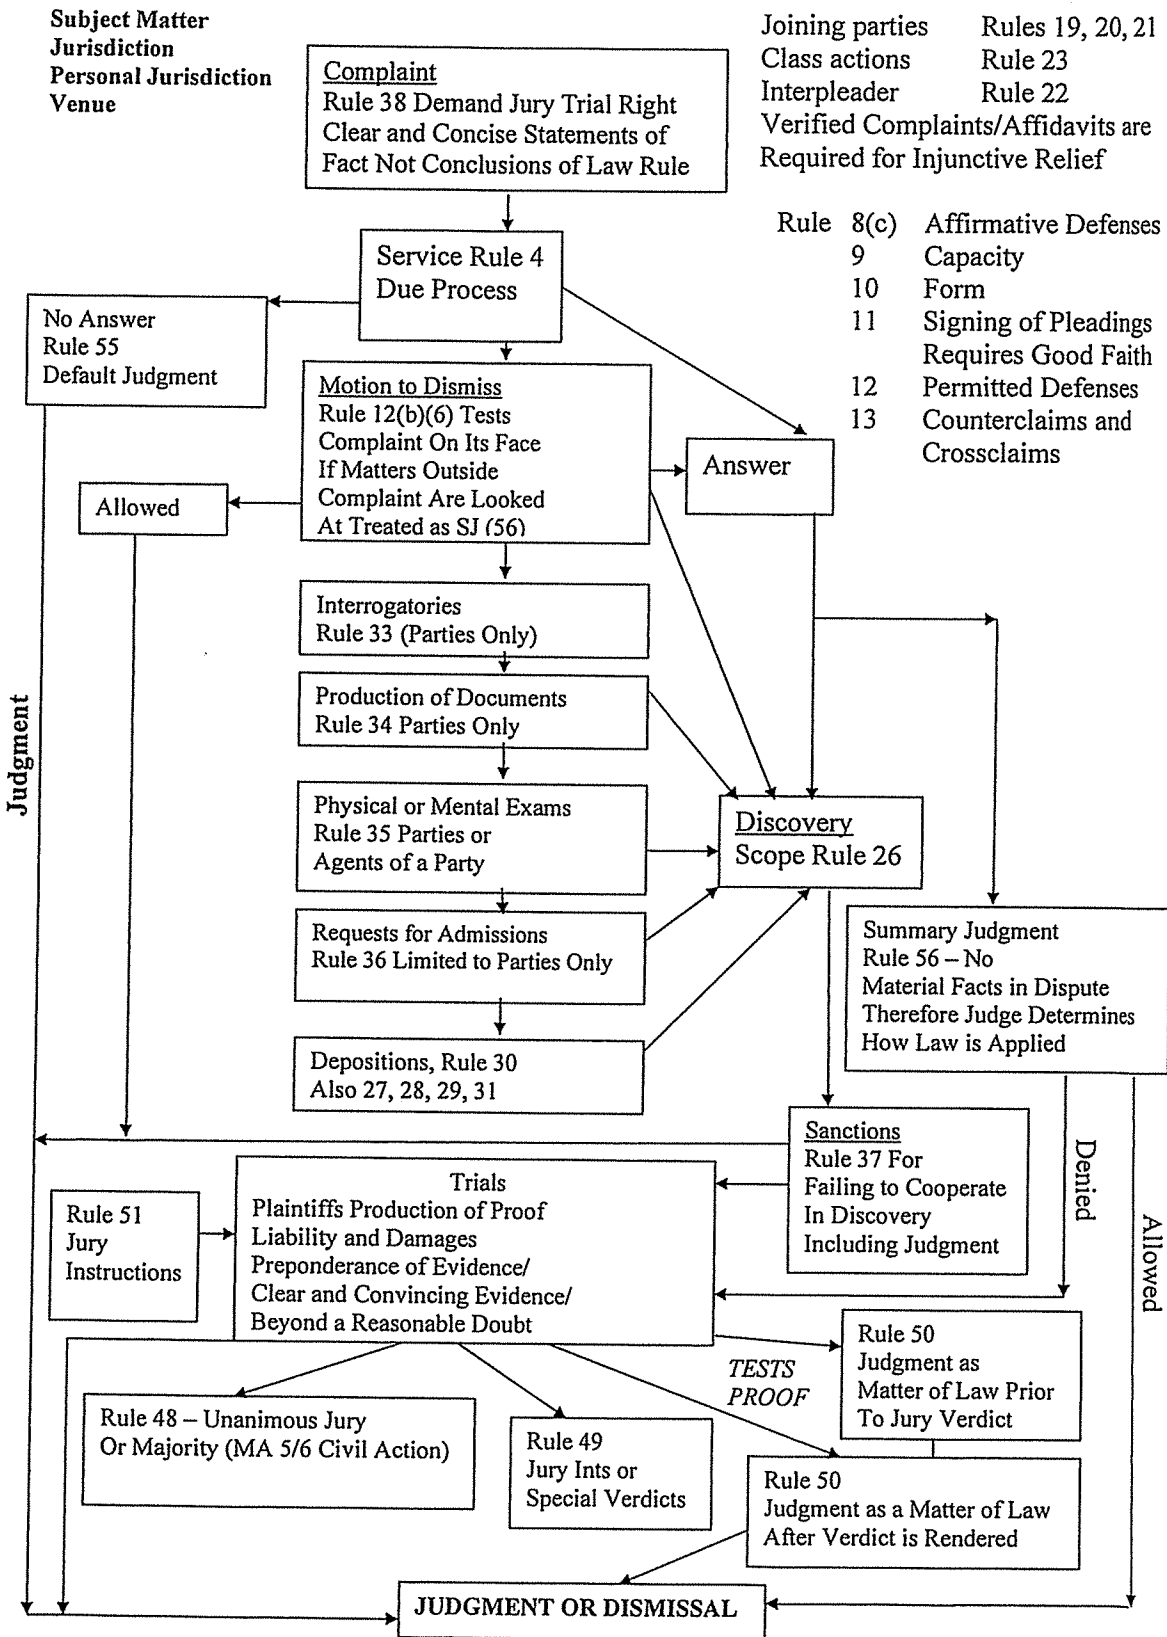 Subject Matter
Jurisdiction
Personal Jurisdiction
Venue
Complaint
Rule 38 Demand Jury Trial Right
Clear and Concise Statements of
Fact Not Conclusions of Law Rule
Joining parties Rules 19, 20, 21
Class actions Rule 23
Interpleader Rule 22
Verified Complaints/Affidavits are
Required for Injunctive Relief
Rule 8(c) Affirmative Defenses
9 Capacity
10 Form
11 Signing of Pleadings
Requires Good Faith
12 Permitted Defenses
13 Counterclaims and
Crossclaims
Service Rule 4
Due Process
No Answer
Rule 55
Default Judgment
Motion to Dismiss
Rule 12(b)(6) Tests
Complaint On Its Face
If Matters Outside
Complaint Are Looked
At Treated as SJ (56)
Answer
Allowed
Interrogatories
Rule 33 (Parties Only)
Production of Documents
Rule 34 Parties Only
Judgment
Physical or Mental Exams
Rule 35 Parties or
Agents of a Party
Discovery
Scope Rule 26
Requests for Admissions
Rule 36 Limited to Parties Only
Summary Judgment
Rule 56 – No
Material Facts in Dispute
Therefore Judge Determines
How Law is Applied
Depositions, Rule 30
Also 27, 28, 29, 31
Sanctions
Rule 37 For
Failing to Cooperate
In Discovery
Including Judgment
Denied
Allowed
Rule 51
Jury
Instructions
Trials
Plaintiffs Production of Proof
Liability and Damages
Preponderance of Evidence/
Clear and Convincing Evidence/
Beyond a Reasonable Doubt
TESTS
PROOF
Rule 50
Judgment as
Matter of Law Prior
To Jury Verdict
Rule 48 – Unanimous Jury
Or Majority (MA 5/6 Civil Action)
Rule 49
Jury Ints or
Special Verdicts
Rule 50
Judgment as a Matter of Law
After Verdict is Rendered
JUDGMENT OR DISMISSAL